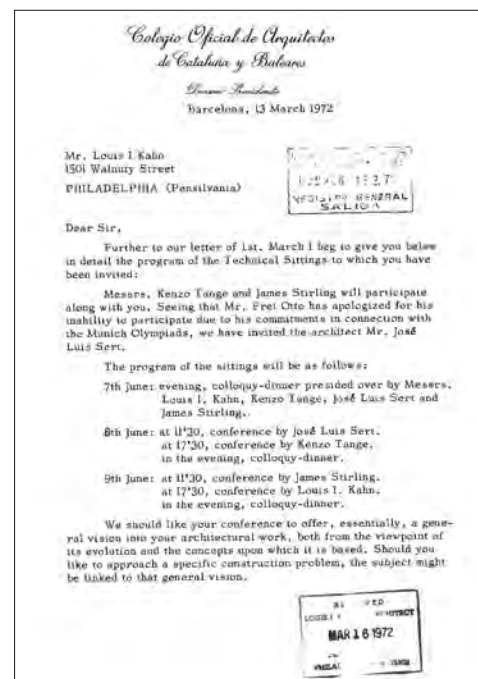 Colegio Oficial de Arquitectos
de Cataluña y Baleares
Barcelona, 13 March 1972
Mr. Louis I Kahn
1501 Walnuty Street
PHILADELPHIA (Pensilvania)
REGISTRO GENERAL
SALIDA
Dear Sir,
Further to our letter of 1st. March I beg to give you below
in detail the program of the Technical Sittings to which you have
been invited:
Messrs. Kenzo Tange and James Stirling will participate
along with you. Seeing that Mr. Frei Otto has apologized for his
inability to participate due to his commitments in connection with
the Munich Olympiads, we have invited the architect Mr. José
Luis Sert.
The program of the sittings will be as follows:
7th June: evening, colloquy-dinner presided over by Messrs.
Louis I. Kahn, Kenzo Tange, José Luis Sert and
James Stirling..
8th June: at 11'30, conference by José Luis Sert.
at 17'30, conference by Kenzo Tange.
in the evening, colloquy-dinner.
9th June: at 11'30, conference by James Stirling.
at 17'30, conference by Louis I. Kahn.
in the evening, colloquy-dinner.
We should like your conference to offer, essentially, a gene-
ral vision into your architectural work, both from the viewpoint of
its evolution and the concepts upon which it is based. Should you
like to approach a specific construction problem, the subject might
be linked to that general vision.
MAR 16 1972